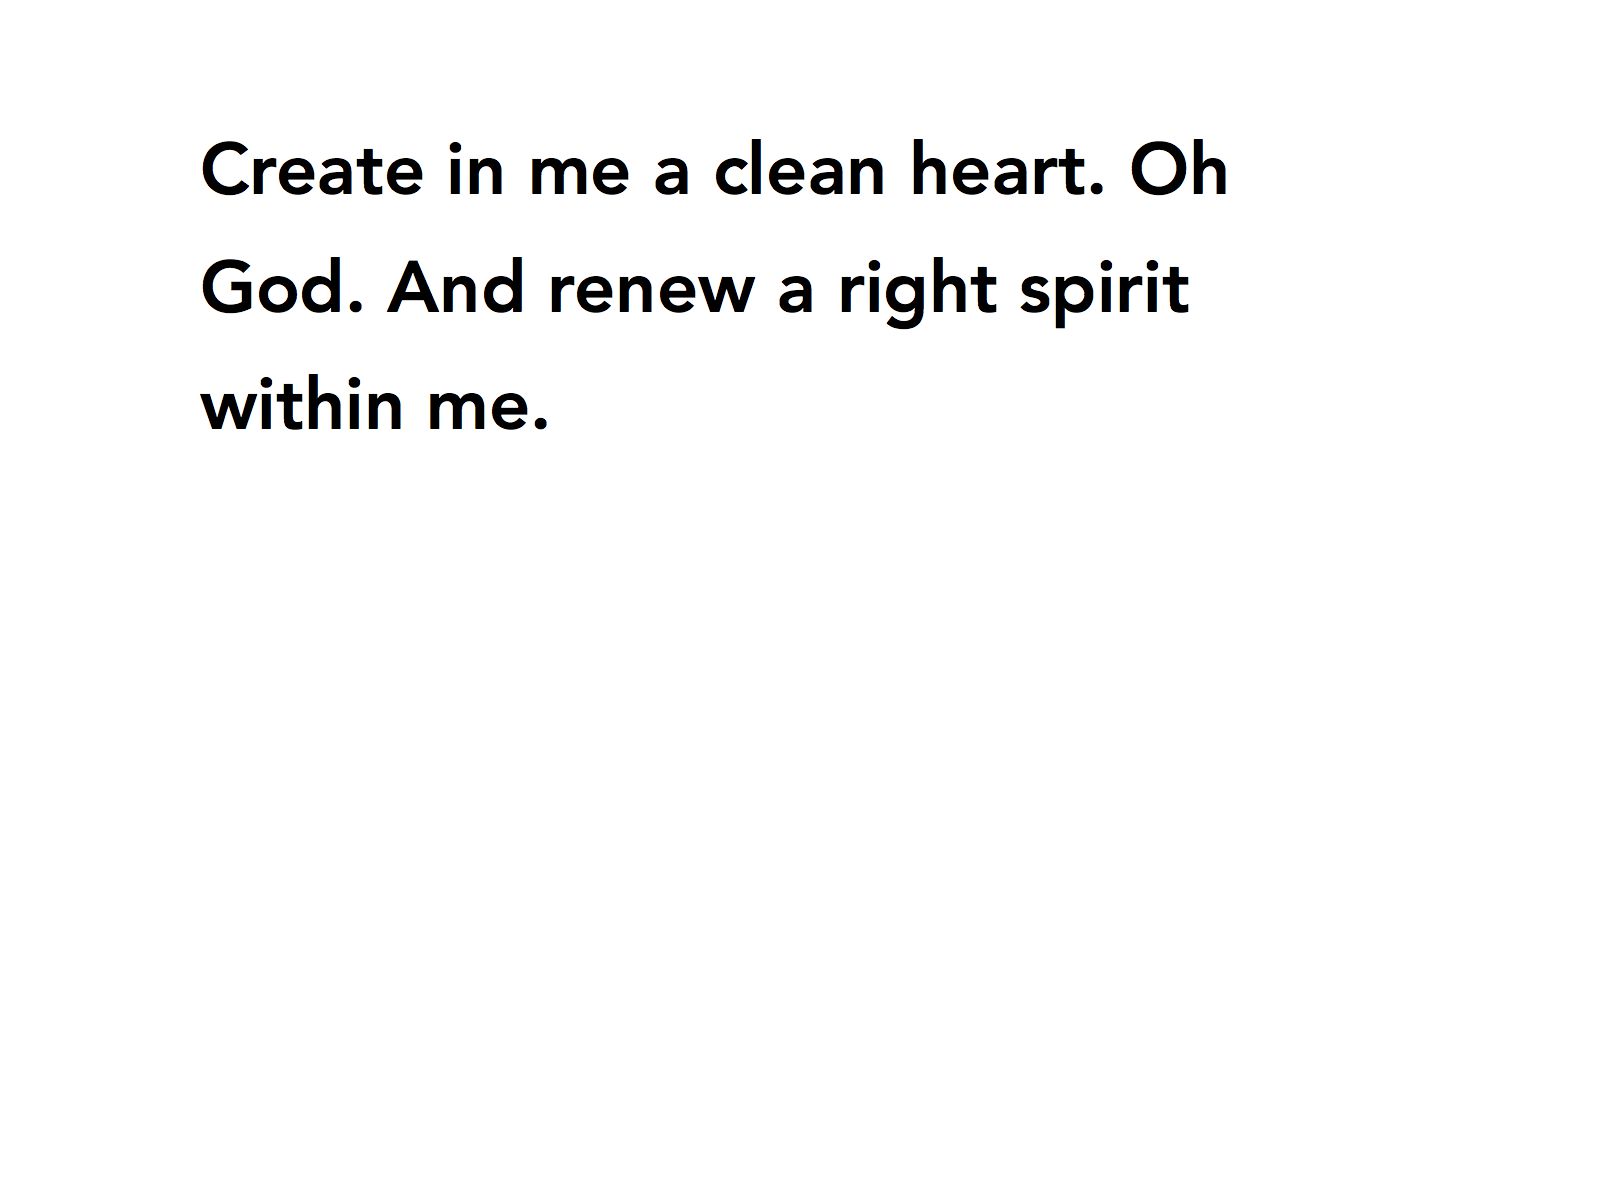 Create in me a clean heart. Oh
God. And renew a right spirit
within me.